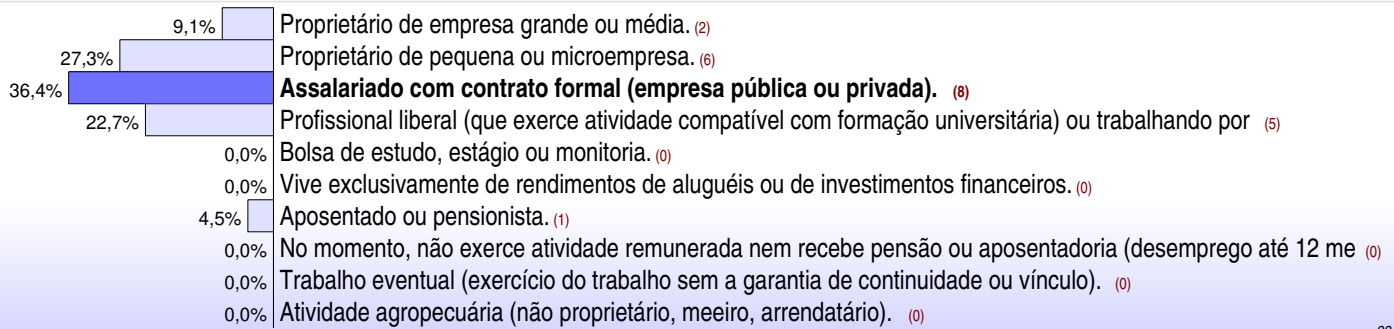 9,1% Proprietário de empresa grande ou média. (2)
27,3% Proprietário de pequena ou microempresa. (6)
36,4% Assalariado com contrato formal (empresa pública ou privada). (8)
22,7% Profissional liberal (que exerce atividade compatível com formação universitária) ou trabalhando por (5)
0,0% Bolsa de estudo, estágio ou monitoria. (0)
0,0% Vive exclusivamente de rendimentos de aluguéis ou de investimentos financeiros. (0)
4,5% Aposentado ou pensionista. (1)
0,0% No momento, não exerce atividade remunerada nem recebe pensão ou aposentadoria (desemprego até 12 me (0)
0,0% Trabalho eventual (exercício do trabalho sem a garantia de continuidade ou vínculo). (0)
0,0% Atividade agropecuária (não proprietário, meeiro, arrendatário). (0)